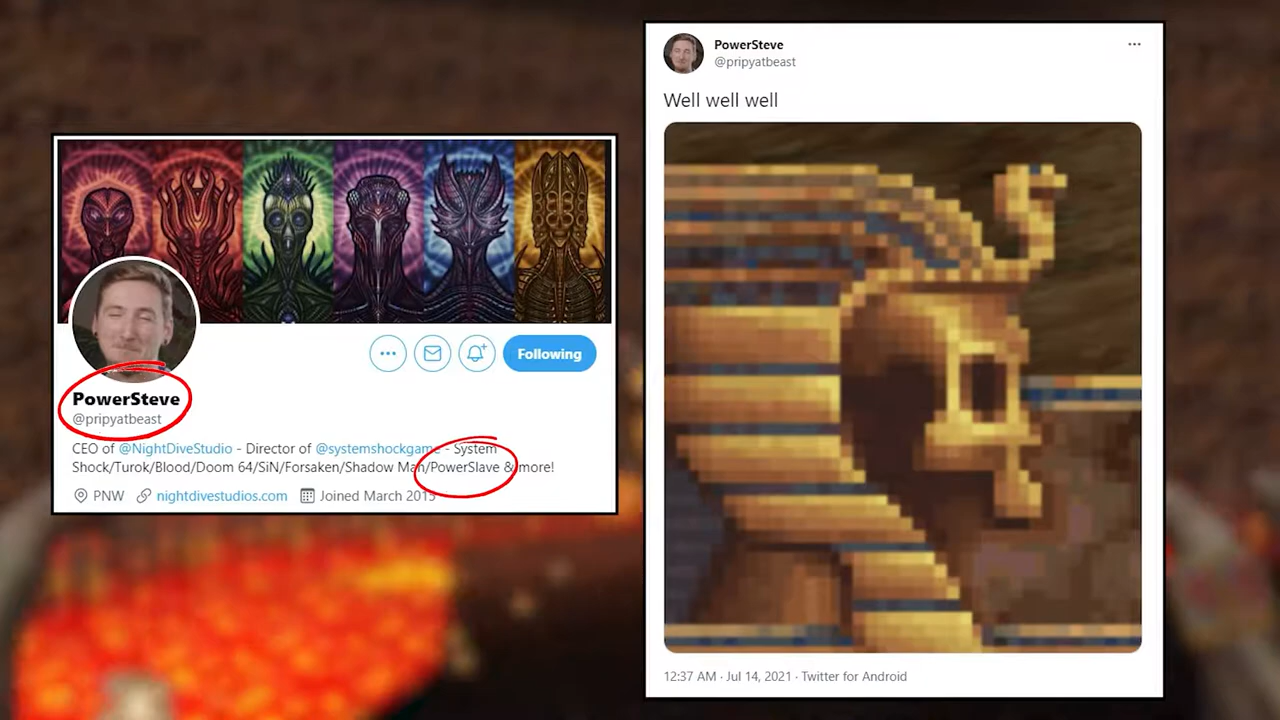 PowerSteve
@pripyatbeast
Well well well
Following
PowerSteve
@pripyatbeast
CEO of @NightDiveStudio - Director of @systemshockgame - System
Shock/Turok/Blood/Doom 64/SiN/Forsaken/Shadow Man/PowerSlave & more!
PNW nightdivestudios.com Joined March 2015
12:37 AM · Jul 14, 2021 · Twitter for Android